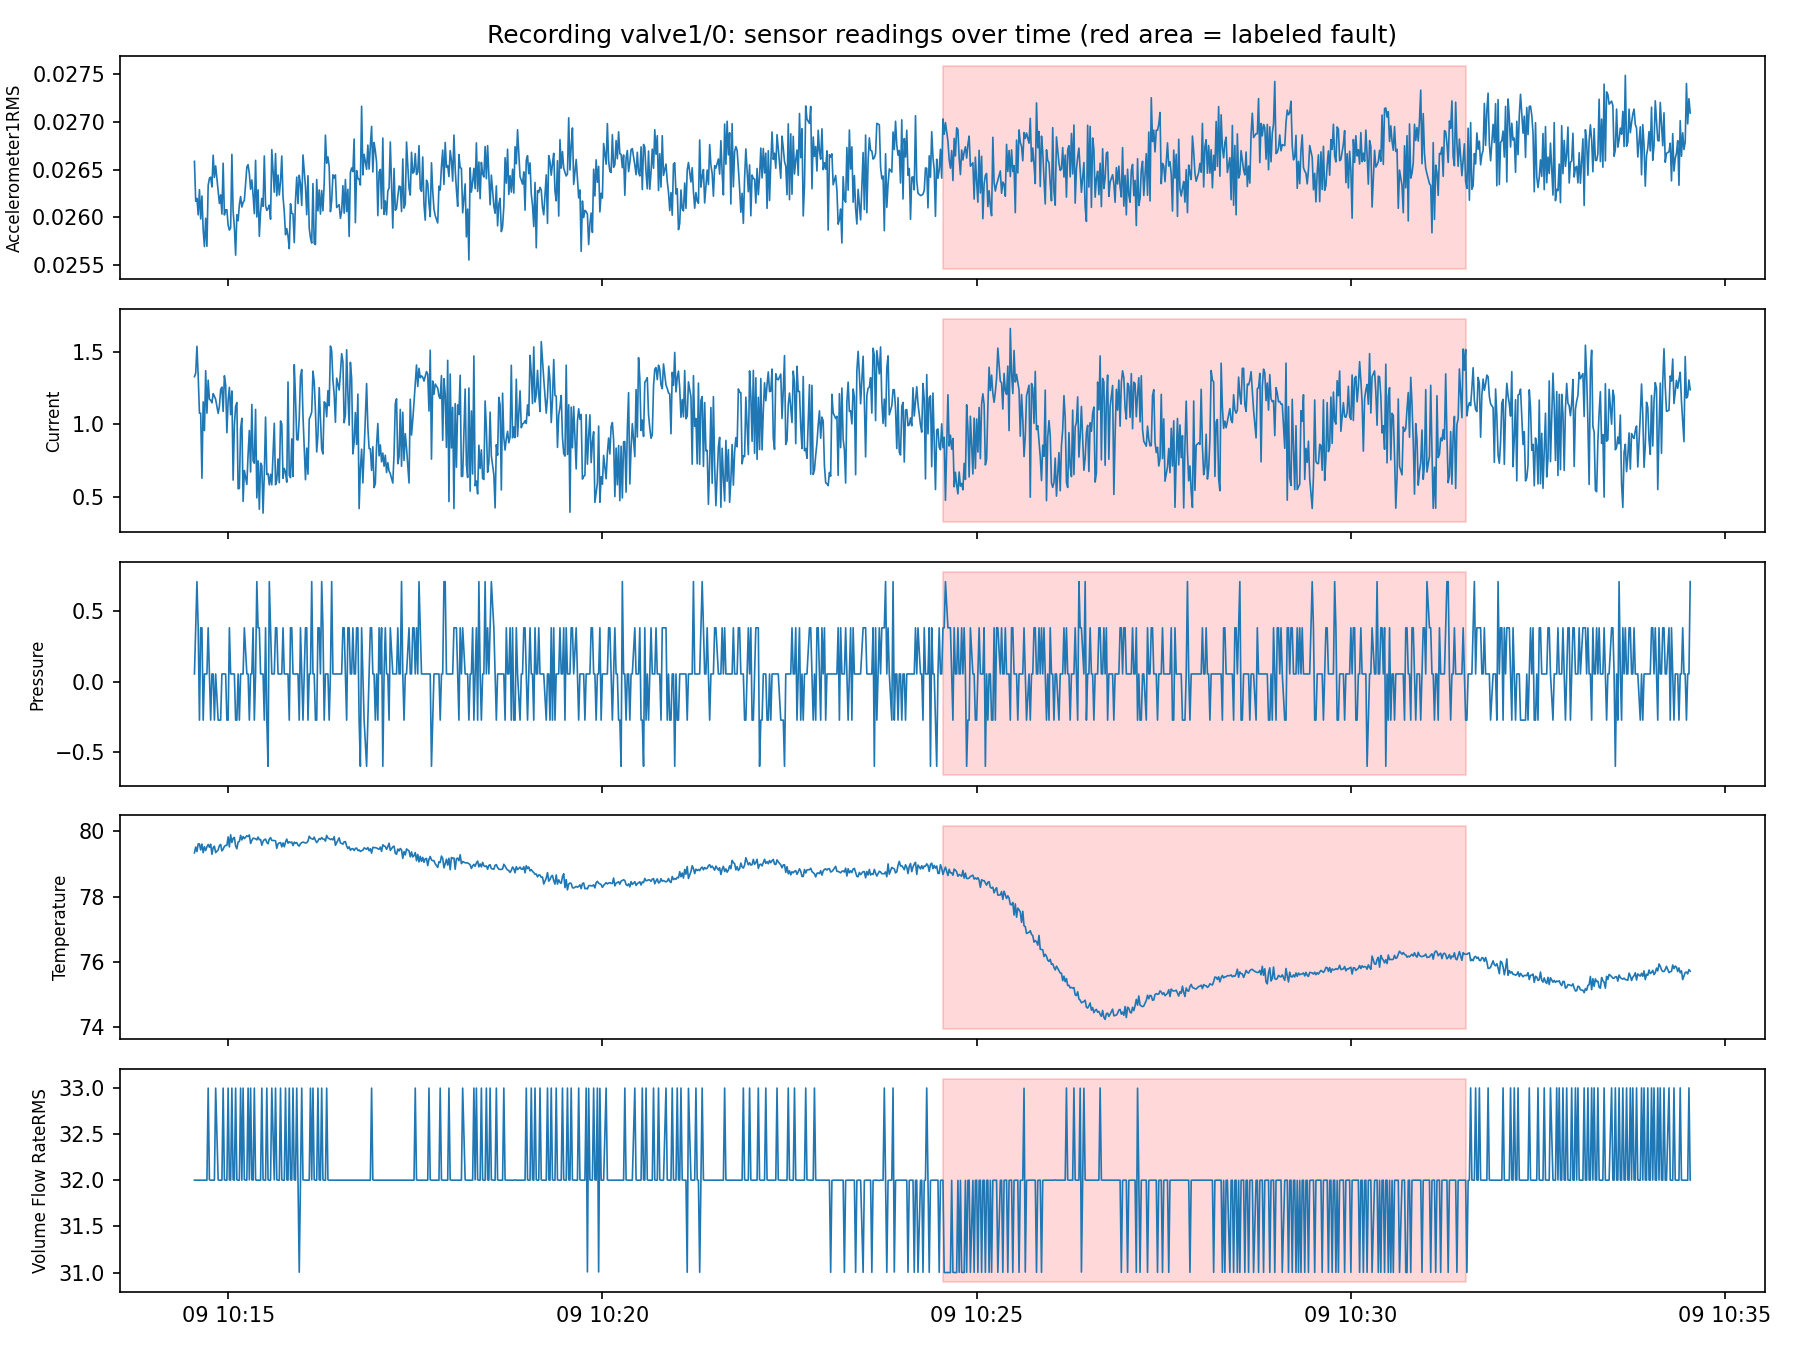 Recording valve1/0: sensor readings over time (red area = labeled fault)
Accelerometer1RMS
0.0275
0.0270
0.0265
0.0260
0.0255
Current
1.5
1.0
0.5
Pressure
0.5
0.0
−0.5
Temperature
80
78
76
74
Volume Flow RateRMS
33.0
32.5
32.0
31.5
31.0
09 10:15 09 10:20 09 10:25 09 10:30 09 10:35